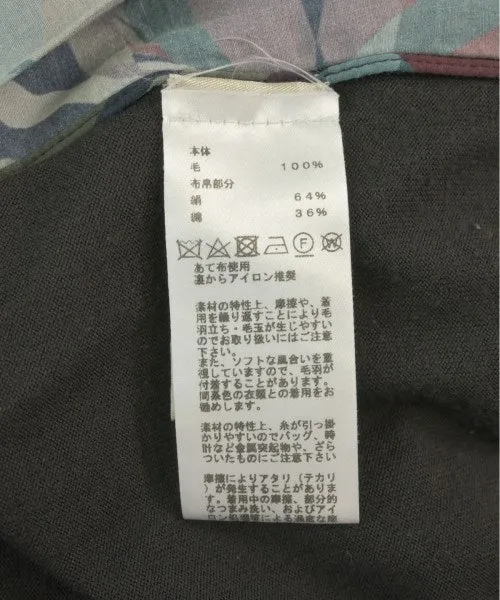 本体
毛 100%
布帛部分
絹 64%
綿 36%
F W
あて布使用
裏からアイロン推奨
素材の特性上、摩擦や、着
用を繰り返すことにより毛
羽立ち・毛玉が生じやすい
のでお取り扱いにはご注意
下さい。
また、ソフトな風合いを重
視していますので、毛羽が
付着することがあります。
同系色の衣類との着用をお
勧めします。
素材の特性上、糸が引っ掛
かりやすいのでバッグ、時
計など金属突起物や、ざら
ついたものにご注意下さい
摩擦によりアタリ（テカリ
）が発生することがありま
す。着用中の摩擦、部分的
なつまみ洗い、およびアイ
ロン
による過度な